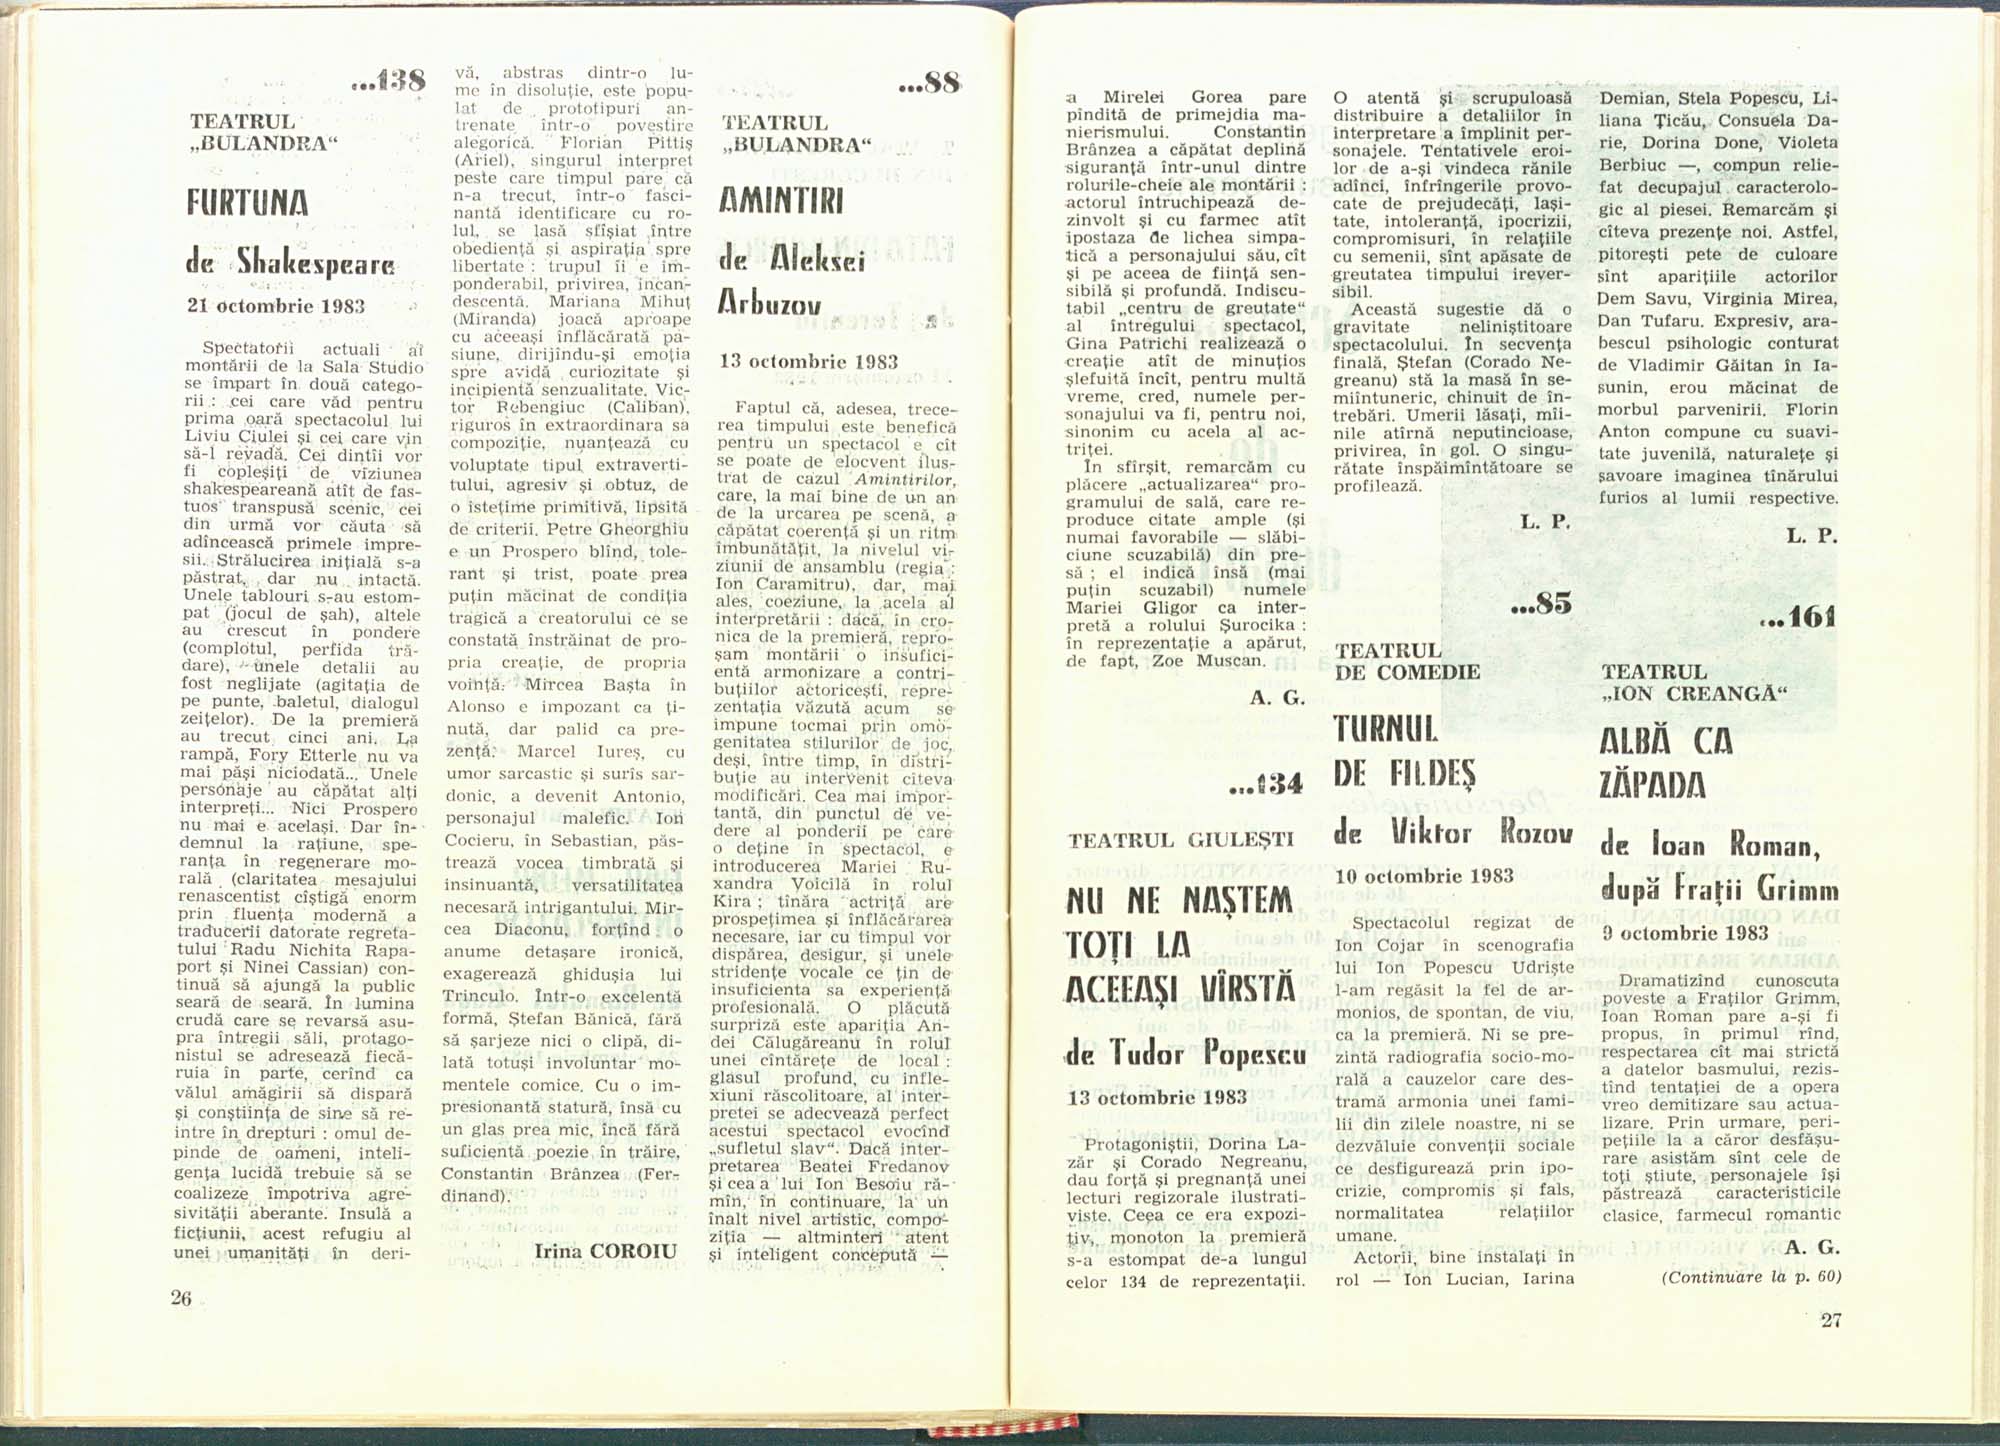 ...138
TEATRUL
„BULANDRA“
FURTUNA
de Shakespeare
21 octombrie 1983
Spectatorii actuali ai
montării de la Sala Studio
se împart în două catego-
rii : cei care văd pentru
prima oară spectacolul lui
Liviu Ciulei și cei care vin
să-l revadă. Cei dintîi vor
fi copleșiți de viziunea
shakespeareană atît de fas-
tuos transpusă scenic, cei
din urmă vor căuta să
adîncească primele impre-
sii. Strălucirea inițială s-a
păstrat, dar nu intactă.
Unele tablouri s-au estom-
pat (jocul de șah), altele
au crescut în pondere
(complotul, perfida tră-
dare), unele detalii au
fost neglijate (agitația de
pe punte, baletul, dialogul
zeițelor). De la premieră
au trecut cinci ani. La
rampă, Fory Etterle nu va
mai păși niciodată... Unele
personaje au căpătat alți
interpreți... Nici Prospero
nu mai e același. Dar în-
demnul la rațiune, spe-
ranța în regenerare mo-
rală (claritatea mesajului
renascentist cîștigă enorm
prin fluența modernă a
traducerii datorate regreta-
tului Radu Nichita Rapa-
port și Ninei Cassian) con-
tinuă să ajungă la public
seară de seară. În lumina
crudă care se revarsă asu-
pra întregii săli, protago-
nistul se adresează fiecă-
ruia în parte, cerînd ca
vălul amăgirii să dispară
și conștiința de sine să re-
intre în drepturi : omul de-
pinde de oameni, inteli-
gența lucidă trebuie să se
coalizeze împotriva agre-
sivității aberante. Insulă a
ficțiunii, acest refugiu al
unei umanități în deri-
vă, abstras dintr-o lu-
me în disoluție, este popu-
lat de prototipuri an-
trenate într-o povestire
alegorică. Florian Pittiș
(Ariel), singurul interpret
peste care timpul pare că
n-a trecut, într-o fasci-
nantă identificare cu ro-
lul, se lasă sfîșiat între
obediență și aspirația spre
libertate : trupul îi e im-
ponderabil, privirea, incan-
descentă. Mariana Mihuț
(Miranda) joacă aproape
cu aceeași înflăcărată pa-
siune, dirijîndu-și emoția
spre avidă curiozitate și
incipientă senzualitate. Vic-
tor Rebengiuc (Caliban),
riguros în extraordinara sa
compoziție, nuanțează cu
voluptate tipul extraverti-
tului, agresiv și obtuz, de
o istețime primitivă, lipsită
de criterii. Petre Gheorghiu
e un Prospero blînd, tole-
rant și trist, poate prea
puțin măcinat de condiția
tragică a creatorului ce se
constată înstrăinat de pro-
pria creație, de propria
voință. Mircea Bașta în
Alonso e impozant ca ți-
nută, dar palid ca pre-
zență. Marcel Iureș, cu
umor sarcastic și surîs sar-
donic, a devenit Antonio,
personajul malefic. Ion
Cocieru, în Sebastian, păs-
trează vocea timbrată și
insinuantă, versatilitatea
necesară intrigantului. Mir-
cea Diaconu, forțînd o
anume detașare ironică,
exagerează ghidușia lui
Trinculo. Într-o excelentă
formă, Ștefan Bănică, fără
să șarjeze nici o clipă, di-
lată totuși involuntar mo-
mentele comice. Cu o im-
presionantă statură, însă cu
un glas prea mic, încă fără
suficientă poezie în trăire,
Constantin Brânzea (Fer-
dinand).
Irina COROIU
...88
TEATRUL
„BULANDRA“
AMINTIRI
de Aleksei
Arbuzov
13 octombrie 1983
Faptul că, adesea, trece-
rea timpului este benefică
pentru un spectacol e cît
se poate de elocvent ilus-
trat de cazul Amintirilor,
care, la mai bine de un an
de la urcarea pe scenă, a
căpătat coerență și un ritm
îmbunătățit, la nivelul vi-
ziunii de ansamblu (regia :
Ion Caramitru), dar, mai
ales, coeziune, la acela al
interpretării : dacă, în cro-
nica de la premieră, repro-
șam montării o insufici-
entă armonizare a contri-
buțiilor actoricești, repre-
zentația văzută acum se
impune tocmai prin omo-
genitatea stilurilor de joc,
deși, între timp, în distri-
buție au intervenit cîteva
modificări. Cea mai impor-
tantă, din punctul de ve-
dere al ponderii pe care
o deține în spectacol, e
introducerea Mariei Ru-
xandra Voicilă în rolul
Kira ; tînăra actriță are
prospețimea și înflăcărarea
necesare, iar cu timpul vor
dispărea, desigur, și unele
stridențe vocale ce țin de
insuficienta sa experiență
profesională. O plăcută
surpriză este apariția An-
dei Călugăreanu în rolul
unei cîntărețe de local :
glasul profund, cu infle-
xiuni răscolitoare, al inter-
pretei se adecvează perfect
acestui spectacol evocînd
„sufletul slav“. Dacă inter-
pretarea Beatei Fredanov
și cea a lui Ion Besoiu ră-
mîn, în continuare, la un
înalt nivel artistic, compo-
ziția — altminteri atent
și inteligent concepută —
26
a Mirelei Gorea pare
pîndită de primejdia ma-
nierismului. Constantin
Brânzea a căpătat deplină
siguranță într-unul dintre
rolurile-cheie ale montării :
actorul întruchipează de-
zinvolt și cu farmec atît
ipostaza de lichea simpa-
tică a personajului său, cît
și pe aceea de ființă sen-
sibilă și profundă. Indiscu-
tabil „centru de greutate“
al întregului spectacol,
Gina Patrichi realizează o
creație atît de minuțios
șlefuită încît, pentru multă
vreme, cred, numele per-
sonajului va fi, pentru noi,
sinonim cu acela al ac-
triței.
În sfîrșit, remarcăm cu
plăcere „actualizarea“ pro-
gramului de sală, care re-
produce citate ample (și
numai favorabile — slăbi-
ciune scuzabilă) din pre-
să ; el indică însă (mai
puțin scuzabil) numele
Mariei Gligor ca inter-
pretă a rolului Șurocika :
în reprezentație a apărut,
de fapt, Zoe Muscan.
A. G.
...134
TEATRUL GIULEȘTI
NU NE NAȘTEM
TOȚI LA
ACEEAȘI VÎRSTĂ
de Tudor Popescu
13 octombrie 1983
Protagoniștii, Dorina La-
zăr și Corado Negreanu,
dau forță și pregnanță unei
lecturi regizorale ilustrati-
viste. Ceea ce era expozi-
tiv, monoton la premieră
s-a estompat de-a lungul
celor 134 de reprezentații.
O atentă și scrupuloasă
distribuire a detaliilor în
interpretare a împlinit per-
sonajele. Tentativele eroi-
lor de a-și vindeca rănile
adînci, înfrîngerile provo-
cate de prejudecăți, lași-
tate, intoleranță, ipocrizii,
compromisuri, în relațiile
cu semenii, sînt apăsate de
greutatea timpului irever-
sibil.
Această sugestie dă o
gravitate neliniștitoare
spectacolului. În secvența
finală, Ștefan (Corado Ne-
greanu) stă la masă în se-
miîntuneric, chinuit de în-
trebări. Umerii lăsați, mîi-
nile atîrnă neputincioase,
privirea, în gol. O singu-
rătate înspăimîntătoare se
profilează.
L. P.
...85
TEATRUL
DE COMEDIE
TURNUL
DE FILDEȘ
de Viktor Rozov
10 octombrie 1983
Spectacolul regizat de
Ion Cojar în scenografia
lui Ion Popescu Udriște
l-am regăsit la fel de ar-
monios, de spontan, de viu,
ca la premieră. Ni se pre-
zintă radiografia socio-mo-
rală a cauzelor care des-
tramă armonia unei fami-
lii din zilele noastre, ni se
dezvăluie convenții sociale
ce desfigurează prin ipo-
crizie, compromis și fals,
normalitatea relațiilor
umane.
Actorii, bine instalați în
rol — Ion Lucian, Iarina
Demian, Stela Popescu, Li-
liana Țicău, Consuela Da-
rie, Dorina Done, Violeta
Berbiuc —, compun relie-
fat decupajul caracterolo-
gic al piesei. Remarcăm și
cîteva prezențe noi. Astfel,
pitorești pete de culoare
sînt aparițiile actorilor
Dem Savu, Virginia Mirea,
Dan Tufaru. Expresiv, ara-
bescul psihologic conturat
de Vladimir Găitan în Ia-
sunin, erou măcinat de
morbul parvenirii. Florin
Anton compune cu suavi-
tate juvenilă, naturalețe și
savoare imaginea tînărului
furios al lumii respective.
L. P.
...161
TEATRUL
„ION CREANGĂ“
ALBĂ CA
ZĂPADA
de Ioan Roman,
după Frații Grimm
9 octombrie 1983
Dramatizînd cunoscuta
poveste a Fraților Grimm,
Ioan Roman pare a-și fi
propus, în primul rînd,
respectarea cît mai strictă
a datelor basmului, rezis-
tînd tentației de a opera
vreo demitizare sau actua-
lizare. Prin urmare, peri-
pețiile la a căror desfășu-
rare asistăm sînt cele de
toți știute, personajele își
păstrează caracteristicile
clasice, farmecul romantic
A. G.
(Continuare la p. 60)
27